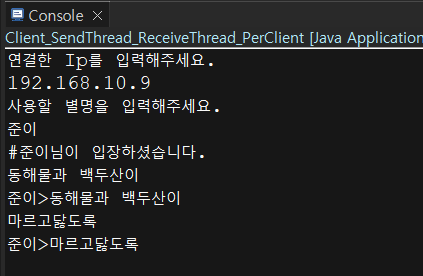 Console
Client_SendThread_ReceiveThread_PerClient [Java Application
연결한 Ip를 입력해주세요.
192.168.10.9
사용할 별명을 입력해주세요.
준이
#준이님이 입장하셨습니다.
동해물과 백두산이
준이>동해물과 백두산이
마르고닳도록
준이>마르고닳도록